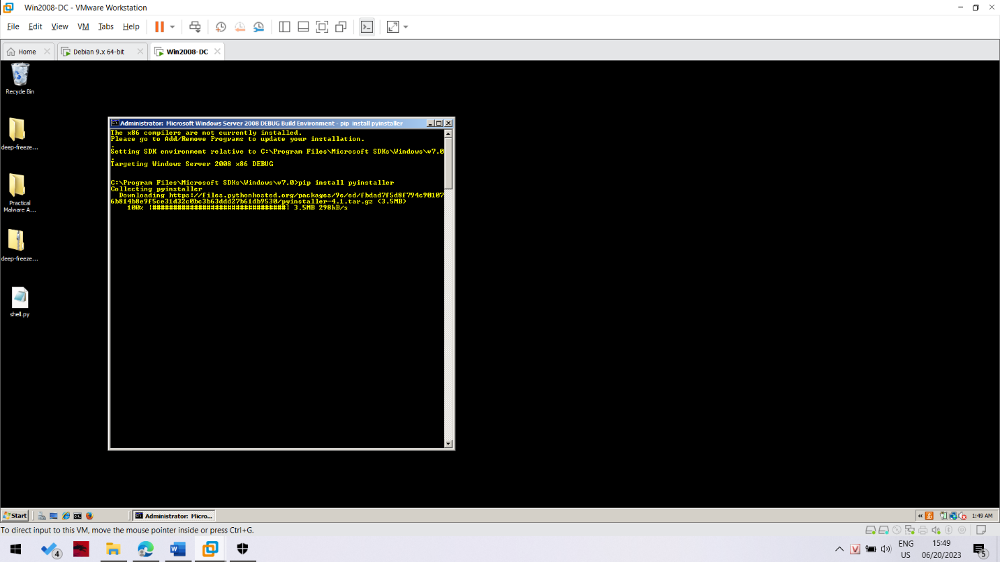 Win2008-DC - VMware Workstation
File Edit View VM Tabs Help
Home Debian 9.x 64-bit Win2008-DC
Recycle Bin
deep-freeze...
Practical
Malware A...
deep-freeze...
shell.py
Administrator: Microsoft Windows Server 2008 DEBUG Build Environment - pip install pyinstaller
The x86 compilers are not currently installed.
Please go to Add/Remove Programs to update your installation.
.
Setting SDK environment relative to C:\Program Files\Microsoft SDKs\Windows\v7.0
.
Targeting Windows Server 2008 x86 DEBUG
C:\Program Files\Microsoft SDKs\Windows\v7.0>pip install pyinstaller
Collecting pyinstaller
Downloading https://files.pythonhosted.org/packages/9e/ed/fbdad7f5d8f794c90107
6b814b8e9f5ce31d32c0bc3b63ddd27b61db9530/pyinstaller-4.1.tar.gz (3.5MB)
100% |################################| 3.5MB 298kB/s
Start Administrator: Micro... 1:49 AM
To direct input to this VM, move the mouse pointer inside or press Ctrl+G.
4 ENG 15:49
US 06/20/2023 5